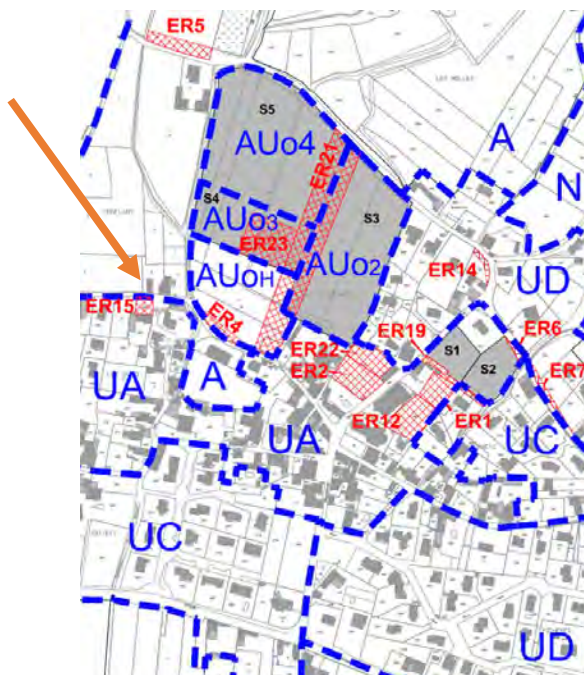 ER5
S5
AUo4
ER21
A
N
S4
AUo3
S3
ER23
AUoH
AUo2
ER14
UD
ER15
ER4
ER19
ER6
S1
A
ER22
ER2
S2
ER7
UA
UA
ER12
ER1
UC
UC
UD